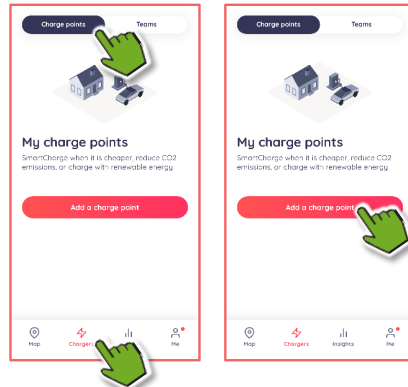 Charge points
Teams
My charge points
SmartCharge when it is cheaper, reduce CO2
emissions, or charge with renewable energy
Add a charge point
Map
Chargers
Me
Charge points
Teams
My charge points
SmartCharge when it is cheaper, reduce CO2
emissions, or charge with renewable energy
Add a charge point
Map
Chargers
Insights
Me